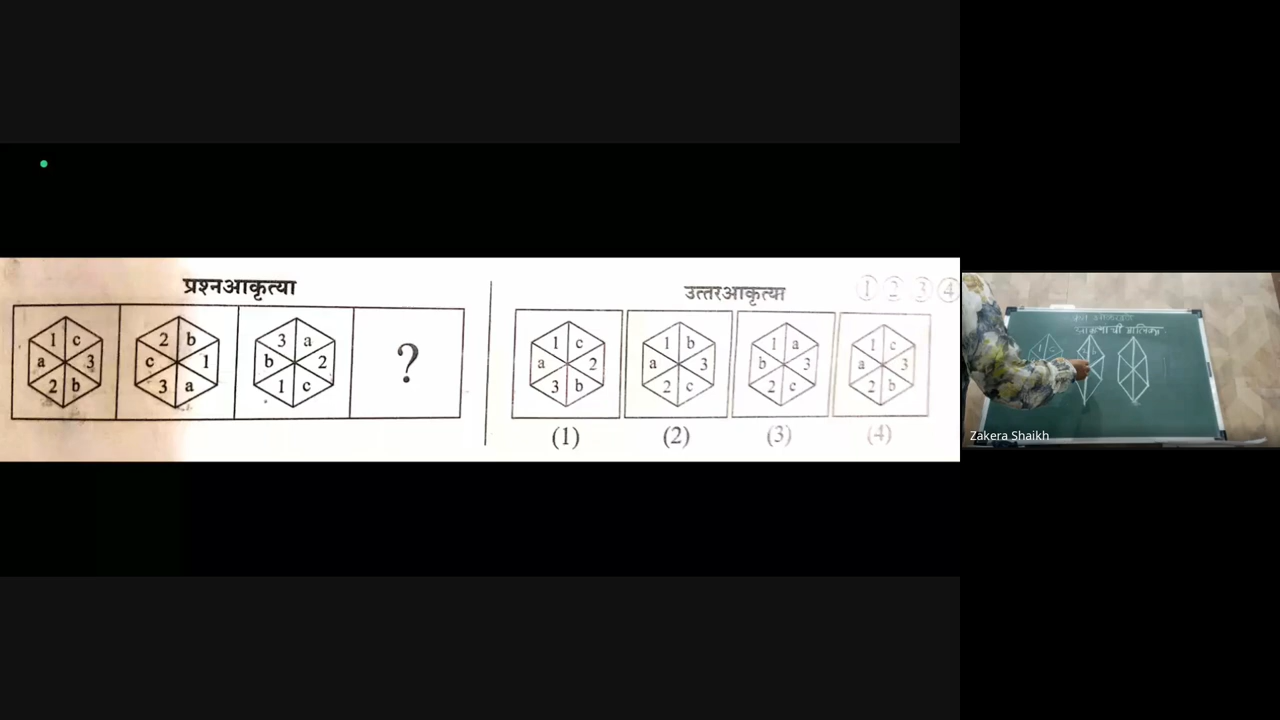 प्रश्नआकृत्या
उत्तरआकृत्या
① ② ③ ④
1 c
a 3
2 b
2 b
c 1
3 a
3 a
b 2
1 c
?
1 c
a 2
3 b
1 b
a 3
2 c
1 a
b 3
2 c
1 c
a 3
2 b
(1) (2) (3) (4)
Zakera Shaikh